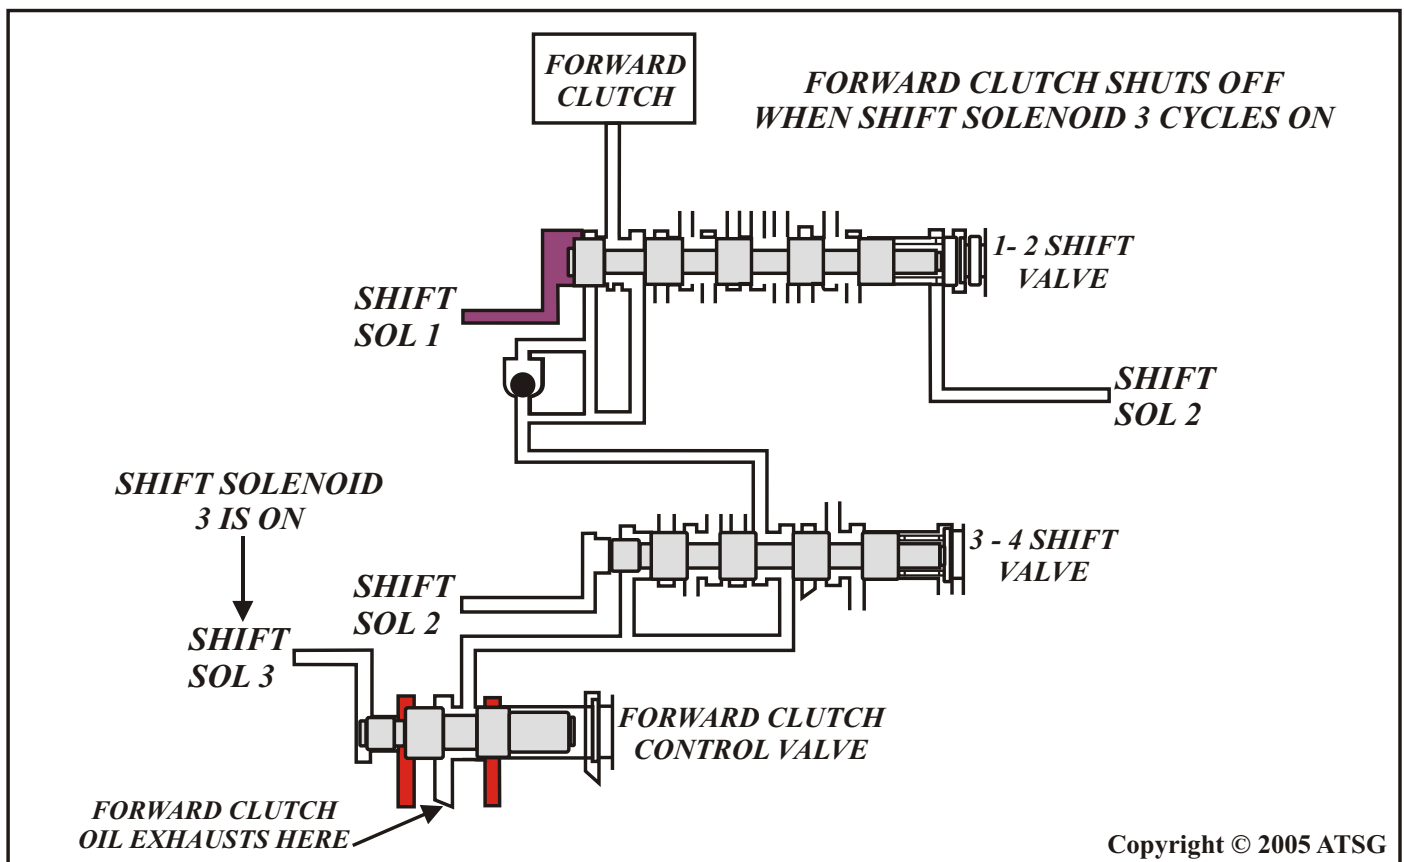 FORWARD
CLUTCH
FORWARD CLUTCH SHUTS OFF
WHEN SHIFT SOLENOID 3 CYCLES ON
1- 2 SHIFT
VALVE
SHIFT
SOL 1
SHIFT
SOL 2
SHIFT SOLENOID
3 IS ON
3 - 4 SHIFT
VALVE
SHIFT
SOL 2
SHIFT
SOL 3
FORWARD CLUTCH
CONTROL VALVE
FORWARD CLUTCH
OIL EXHAUSTS HERE
Copyright © 2005 ATSG